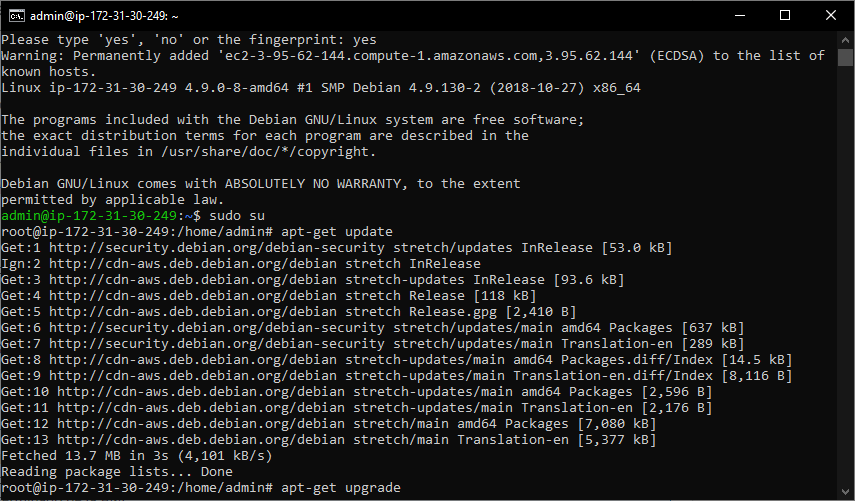 admin@ip-172-31-30-249: ~
Please type 'yes', 'no' or the fingerprint: yes
Warning: Permanently added 'ec2-3-95-62-144.compute-1.amazonaws.com,3.95.62.144' (ECDSA) to the list of
known hosts.
Linux ip-172-31-30-249 4.9.0-8-amd64 #1 SMP Debian 4.9.130-2 (2018-10-27) x86_64
The programs included with the Debian GNU/Linux system are free software;
the exact distribution terms for each program are described in the
individual files in /usr/share/doc/*/copyright.
Debian GNU/Linux comes with ABSOLUTELY NO WARRANTY, to the extent
permitted by applicable law.
admin@ip-172-31-30-249:~$ sudo su
root@ip-172-31-30-249:/home/admin# apt-get update
Get:1 http://security.debian.org/debian-security stretch/updates InRelease [53.0 kB]
Ign:2 http://cdn-aws.deb.debian.org/debian stretch InRelease
Get:3 http://cdn-aws.deb.debian.org/debian stretch-updates InRelease [93.6 kB]
Get:4 http://cdn-aws.deb.debian.org/debian stretch Release [118 kB]
Get:5 http://cdn-aws.deb.debian.org/debian stretch Release.gpg [2,410 B]
Get:6 http://security.debian.org/debian-security stretch/updates/main amd64 Packages [637 kB]
Get:7 http://security.debian.org/debian-security stretch/updates/main Translation-en [289 kB]
Get:8 http://cdn-aws.deb.debian.org/debian stretch-updates/main amd64 Packages.diff/Index [14.5 kB]
Get:9 http://cdn-aws.deb.debian.org/debian stretch-updates/main Translation-en.diff/Index [8,116 B]
Get:10 http://cdn-aws.deb.debian.org/debian stretch-updates/main amd64 Packages [2,596 B]
Get:11 http://cdn-aws.deb.debian.org/debian stretch-updates/main Translation-en [2,176 B]
Get:12 http://cdn-aws.deb.debian.org/debian stretch/main amd64 Packages [7,080 kB]
Get:13 http://cdn-aws.deb.debian.org/debian stretch/main Translation-en [5,377 kB]
Fetched 13.7 MB in 3s (4,101 kB/s)
Reading package lists... Done
root@ip-172-31-30-249:/home/admin# apt-get upgrade